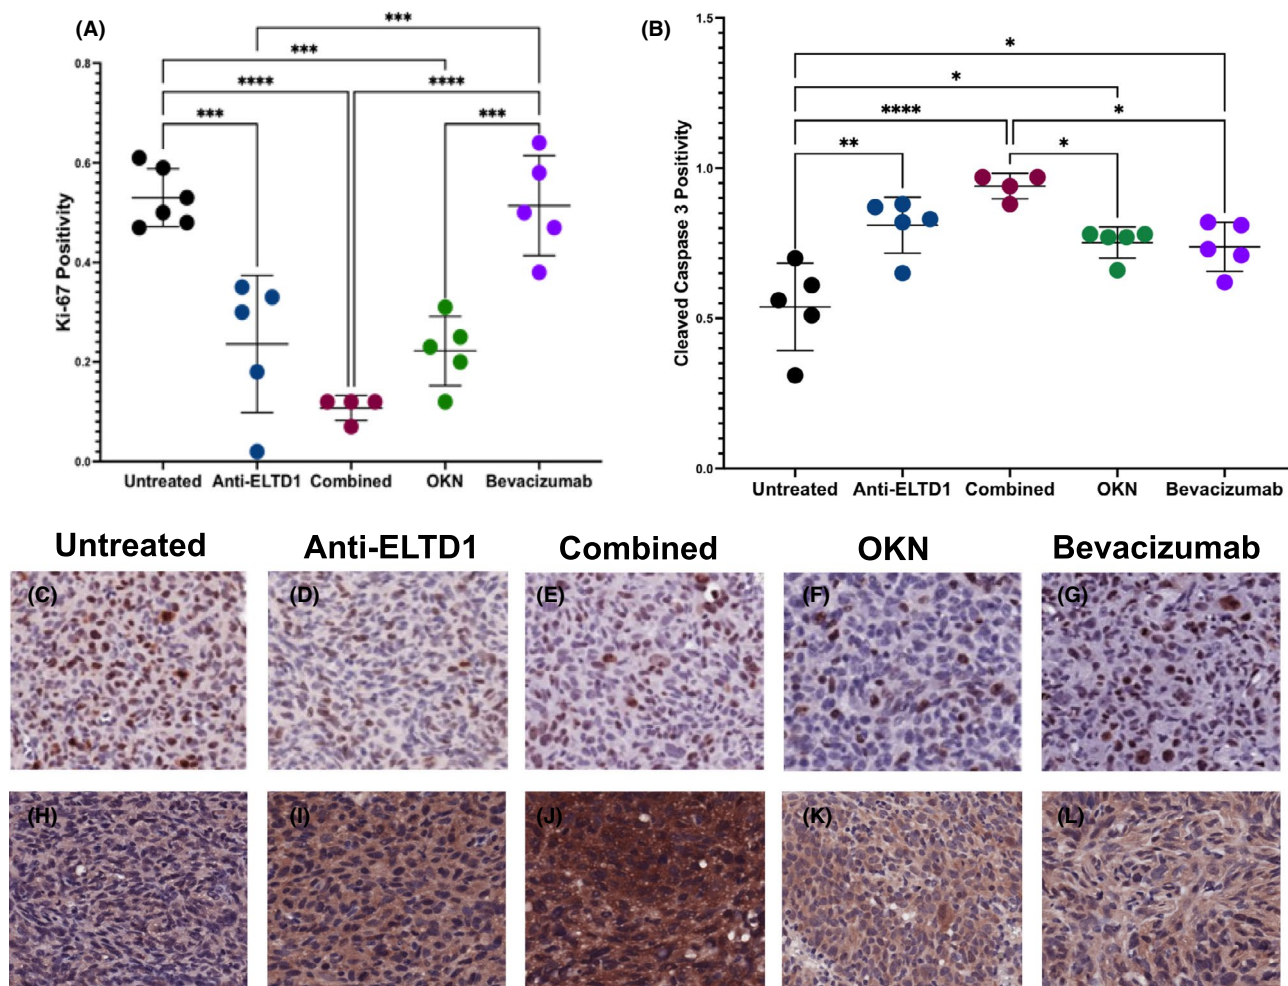 (A)
***
***
****
****
***
***
0.8
0.6
0.4
0.2
0.0
Ki-67 Positivity
Untreated Anti-ELTD1 Combined OKN Bevacizumab
(B)
*
*
****
*
**
*
1.5
1.0
0.5
0.0
Cleaved Caspase 3 Positivity
Untreated Anti-ELTD1 Combined OKN Bevacizumab
Untreated Anti-ELTD1 Combined OKN Bevacizumab
(C) (D) (E) (F) (G)
(H) (I) (J) (K) (L)